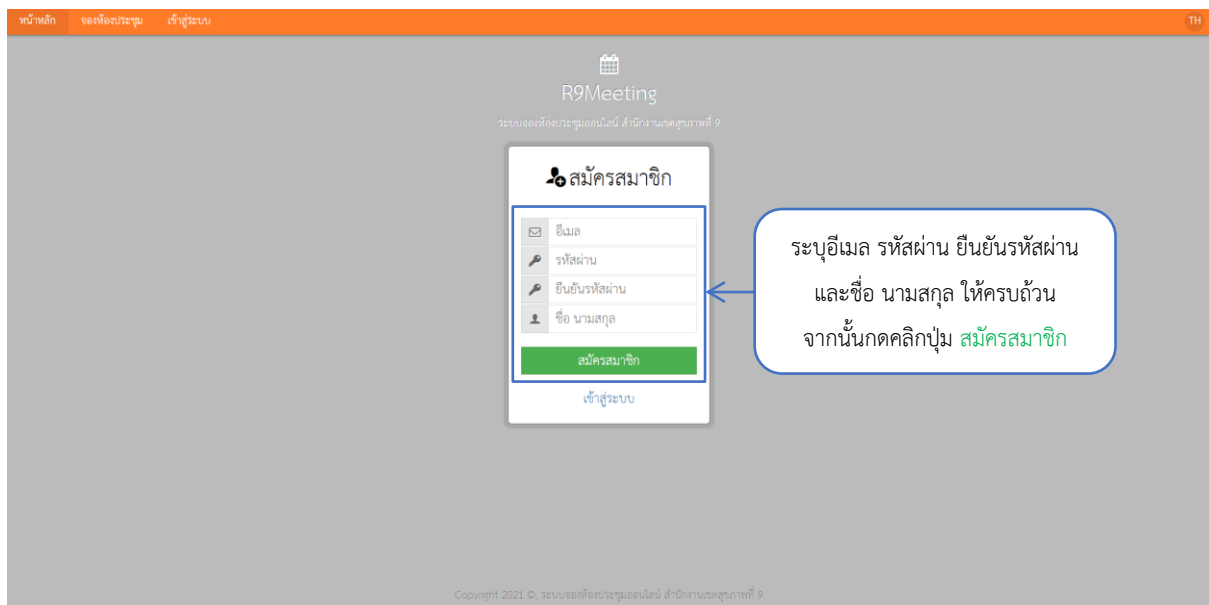 หน้าหลัก จองห้องประชุม เข้าสู่ระบบ TH
R9Meeting
ระบบจองห้องประชุมออนไลน์ สำนักงานเขตสุขภาพที่ 9
สมัครสมาชิก
อีเมล
รหัสผ่าน
ยืนยันรหัสผ่าน
ชื่อ นามสกุล
สมัครสมาชิก
เข้าสู่ระบบ
ระบุอีเมล รหัสผ่าน ยืนยันรหัสผ่าน
และชื่อ นามสกุล ให้ครบถ้วน
จากนั้นกดคลิกปุ่ม สมัครสมาชิก
Copyright 2021 ©, ระบบจองห้องประชุมออนไลน์ สำนักงานเขตสุขภาพที่ 9